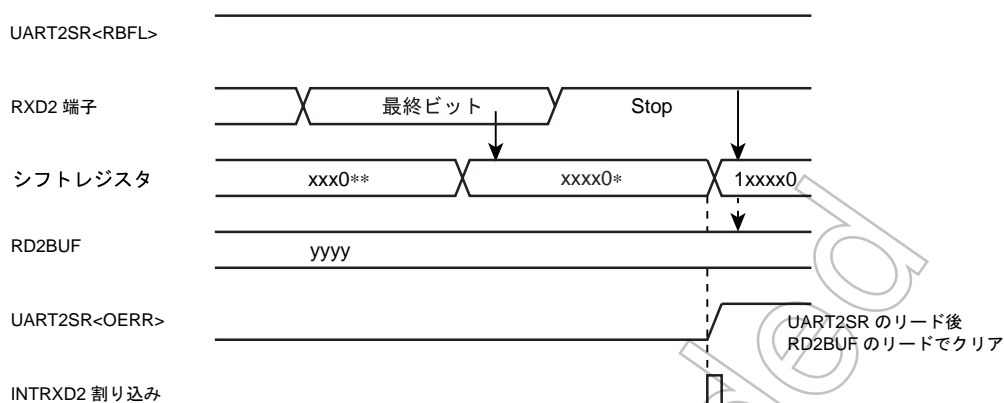 UART2SR<RBFL>
RXD2 端子
最終ビット
Stop
シフトレジスタ
xxx0**
xxxx0*
1xxxx0
RD2BUF
yyyy
UART2SR<OERR>
UART2SR のリード後
RD2BUF のリードでクリア
INTRXD2 割り込み